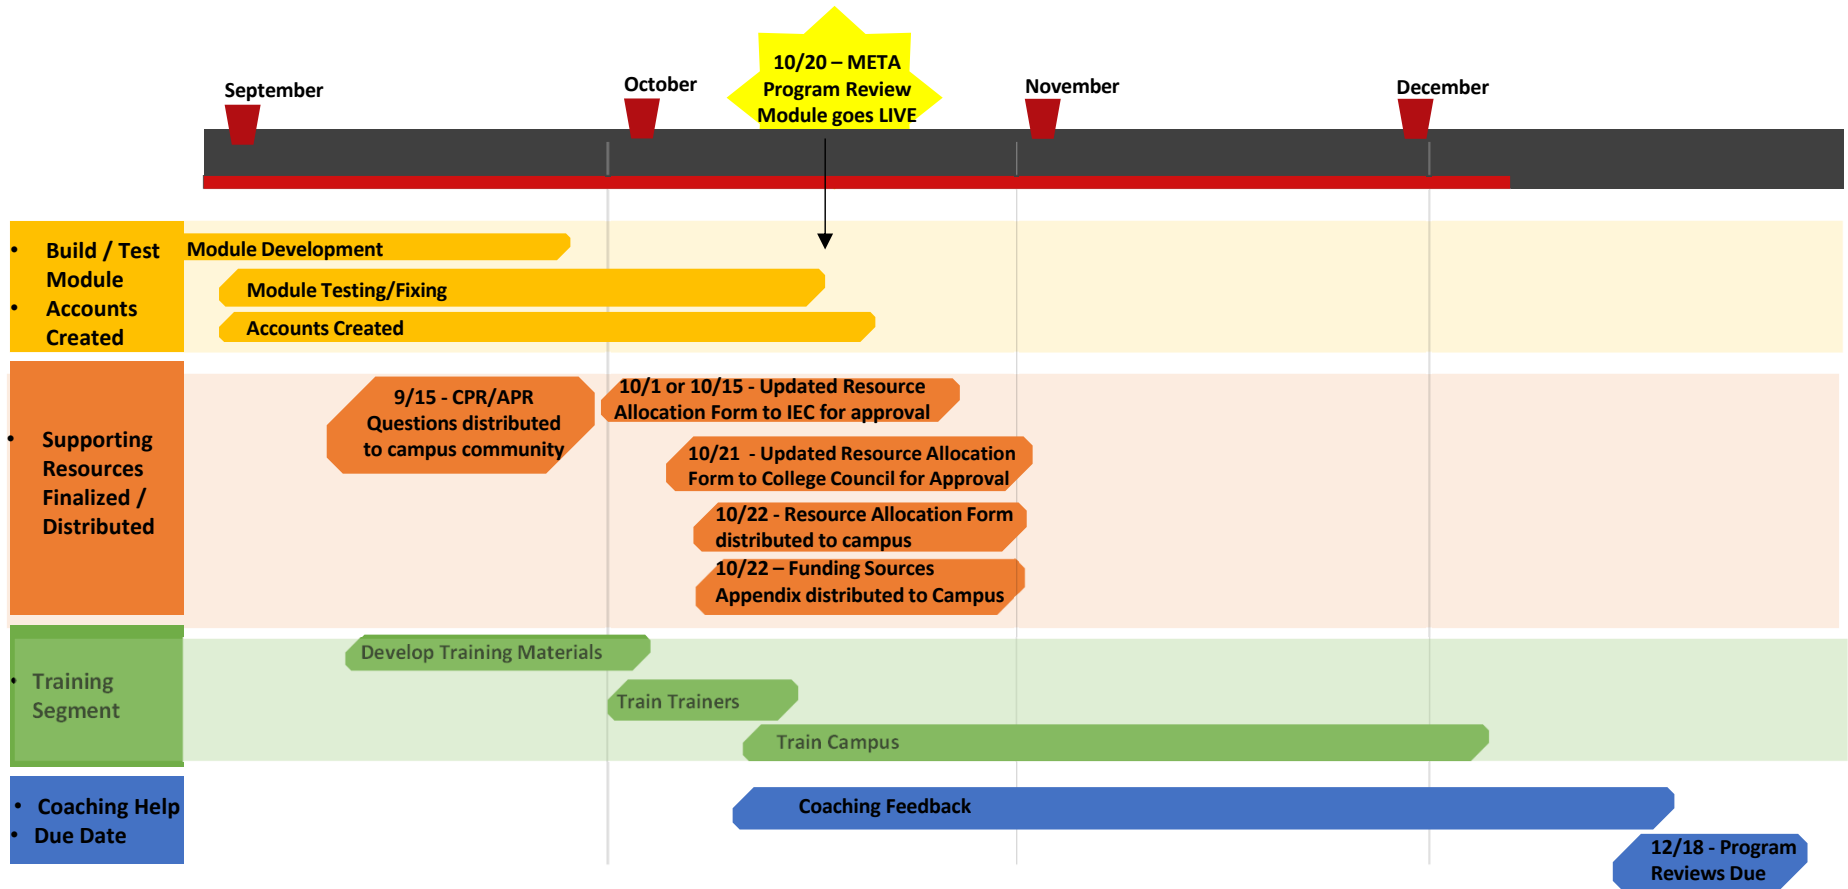 September
October
10/20 – META
Program Review
Module goes LIVE
November
December
• Build / Test
Module
• Accounts
Created
Module Development
Module Testing/Fixing
Accounts Created
• Supporting
Resources
Finalized /
Distributed
9/15 - CPR/APR
Questions distributed
to campus community
10/1 or 10/15 - Updated Resource
Allocation Form to IEC for approval
10/21 - Updated Resource Allocation
Form to College Council for Approval
10/22 - Resource Allocation Form
distributed to campus
10/22 – Funding Sources
Appendix distributed to Campus
• Training
Segment
Develop Training Materials
Train Trainers
Train Campus
• Coaching Help
• Due Date
Coaching Feedback
12/18 - Program
Reviews Due